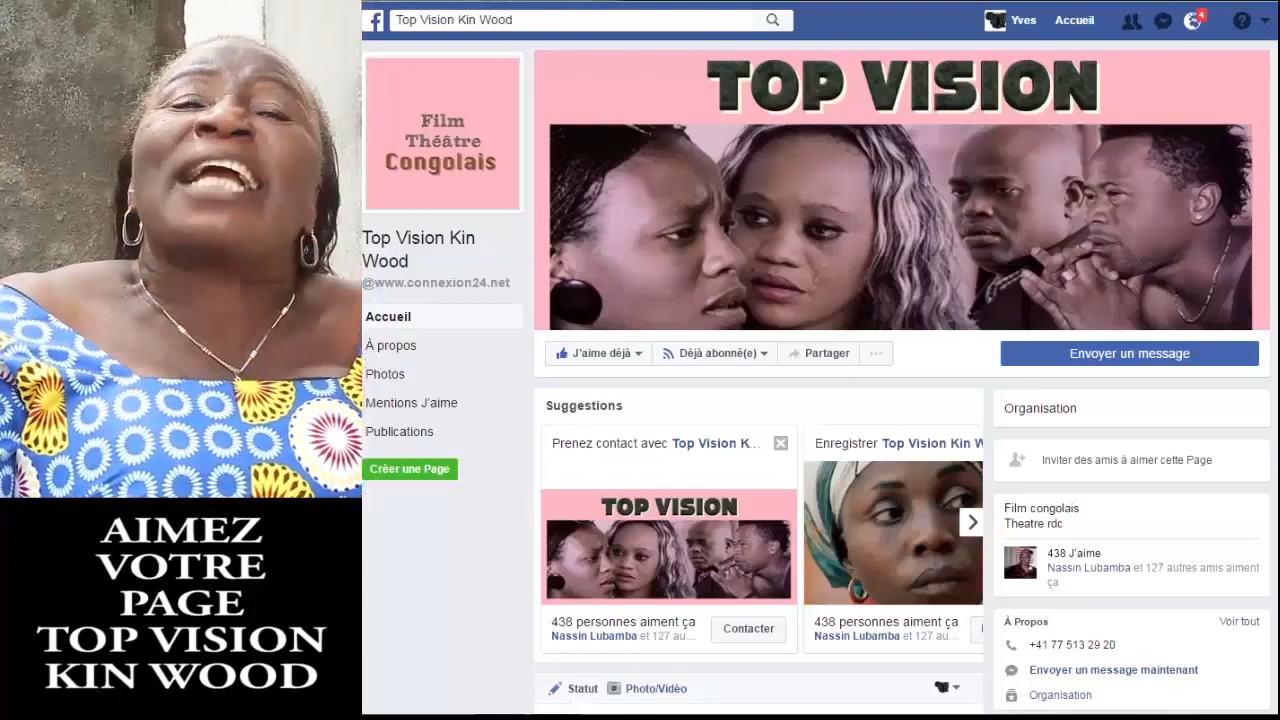 Top Vision Kin Wood
Yves
Accueil
4
Film
Théâtre
Congolais
TOP VISION
Top Vision Kin
Wood
@www.connexion24.net
Accueil
À propos
Photos
Mentions J'aime
Publications
Créer une Page
J'aime déjà
Déjà abonné(e)
Partager
Envoyer un message
Suggestions
Prenez contact avec Top Vision K...
TOP VISION
438 personnes aiment ça
Nassin Lubamba et 127 au...
Contacter
Enregistrer Top Vision Kin W
438 personnes aiment ça
Nassin Lubamba et 127 au...
Statut
Photo/Vidéo
Organisation
Inviter des amis à aimer cette Page
Film congolais
Theatre rdc
438 J'aime
Nassin Lubamba et 127 autres amis aiment
ça
À Propos
Voir tout
+41 77 513 29 20
Envoyer un message maintenant
Organisation
AIMEZ
VOTRE
PAGE
TOP VISION
KIN WOOD